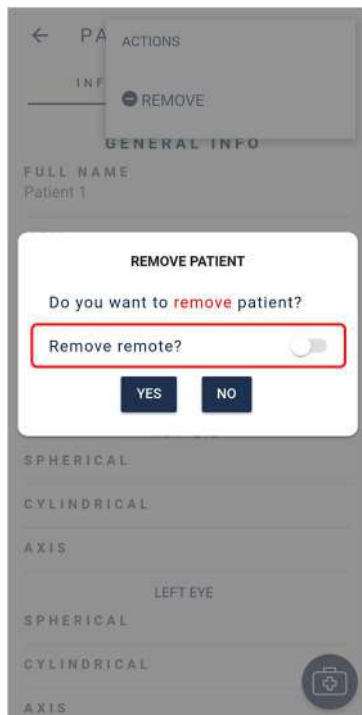 PA
ACTIONS
INF
REMOVE
GENERAL INFO
FULL NAME
Patient 1
REMOVE PATIENT
Do you want to remove patient?
Remove remote?
YES
NO
SPHERICAL
CYLINDRICAL
AXIS
LEFT EYE
SPHERICAL
CYLINDRICAL
AXIS